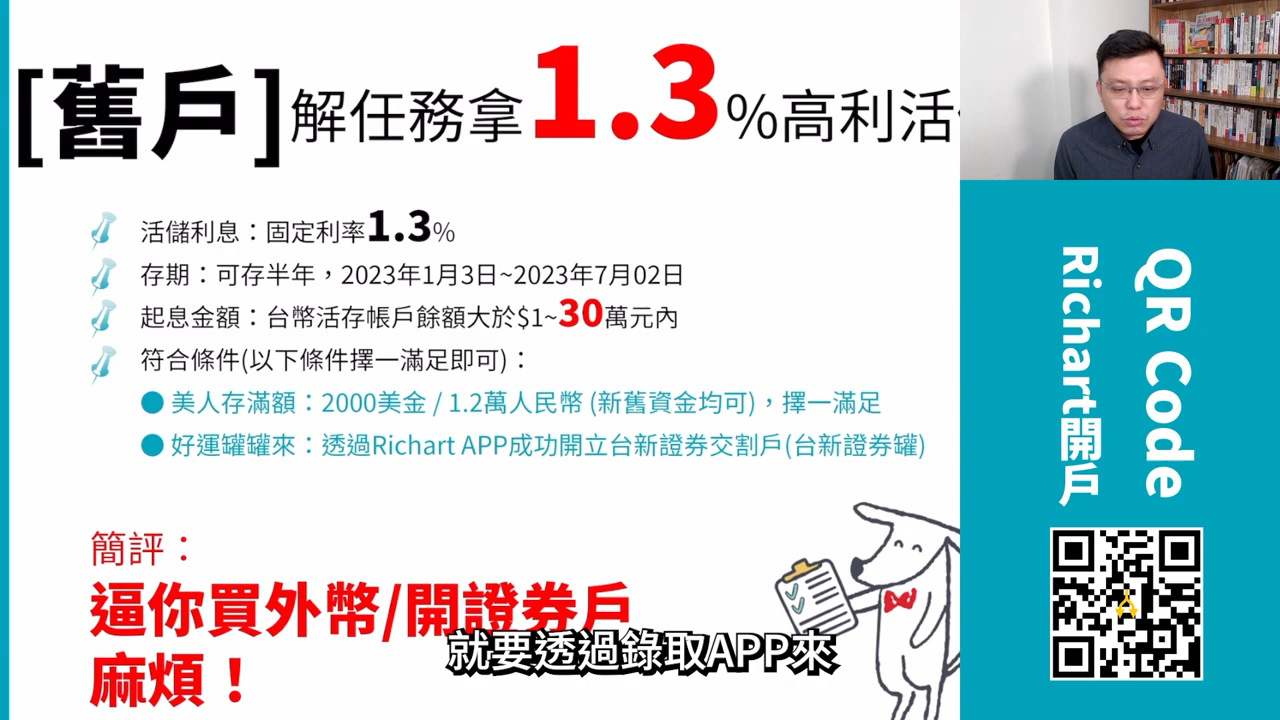 [舊戶]解任務拿1.3%高利活
活儲利息：固定利率1.3%
存期：可存半年，2023年1月3日~2023年7月02日
起息金額：台幣活存帳戶餘額大於$1~30萬元內
符合條件(以下條件擇一滿足即可)：
● 美人存滿額：2000美金 / 1.2萬人民幣 (新舊資金均可)，擇一滿足
● 好運罐罐來：透過Richart APP成功開立台新證券交割戶(台新證券罐)
簡評：
逼你買外幣/開證券戶
麻煩！
就要透過錄取APP來
QR Code
Richart開戶